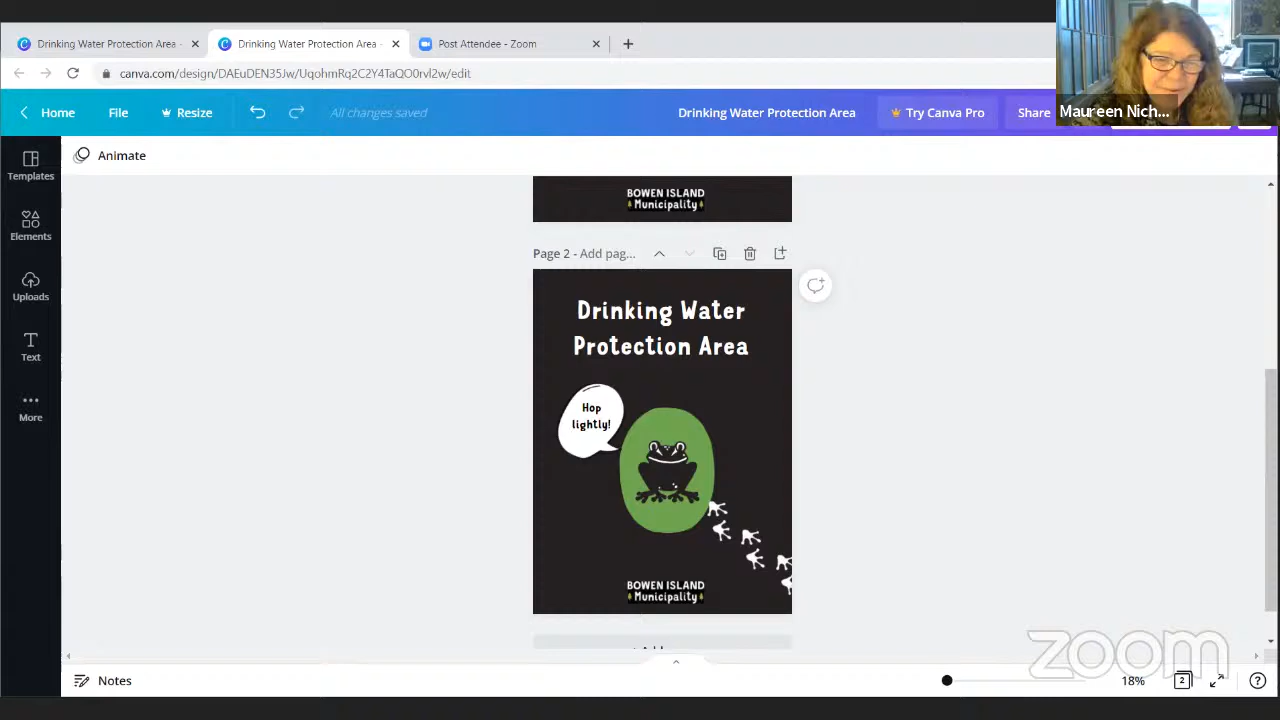 Drinking Water Protection Area -
Drinking Water Protection Area -
Post Attendee - Zoom
canva.com/design/DAEuDEN35Jw/UqohmRq2C2Y4TaQO0rvl2w/edit
Maureen Nich...
Home
File
Resize
All changes saved
Drinking Water Protection Area
Try Canva Pro
Share
Animate
Templates
Elements
Uploads
Text
More
BOWEN ISLAND
Municipality
Page 2 - Add pag...
Drinking Water
Protection Area
Hop
lightly!
BOWEN ISLAND
Municipality
zoom
Notes
18%
2